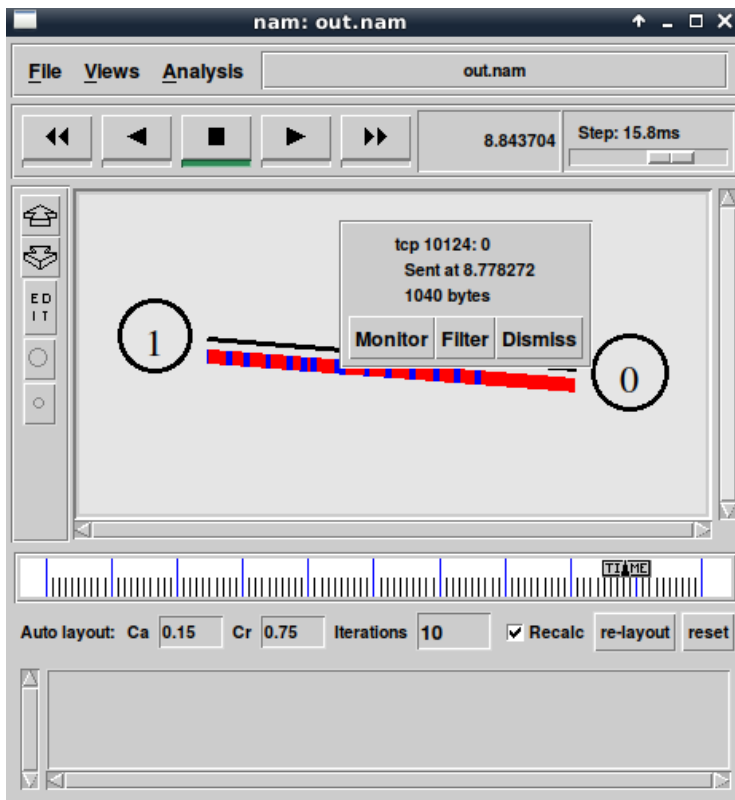 nam: out.nam
File Views Analysis out.nam
8.843704 Step: 15.8ms
E D
I T
tcp 10124: 0
Sent at 8.778272
1040 bytes
Monitor Filter Dismiss
1
0
TIME
Auto layout: Ca 0.15 Cr 0.75 Iterations 10 Recalc re-layout reset